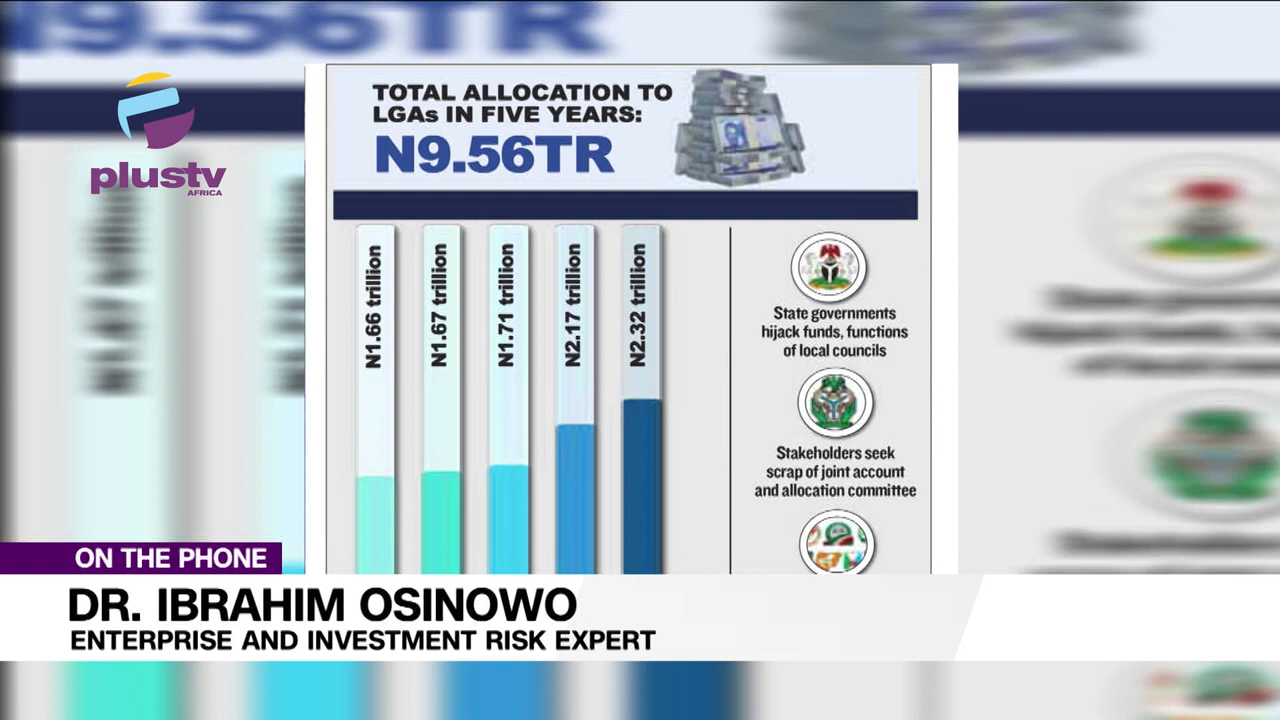 N9.56TR
plustv
AFRICA
TOTAL ALLOCATION TO
LGAs IN FIVE YEARS:
N9.56TR
N1.66 trillion
N1.67 trillion
N1.71 trillion
N2.17 trillion
N2.32 trillion
State governments
hijack funds, functions
of local councils
Stakeholders seek
scrap of joint account
and allocation committee
ON THE PHONE
DR. IBRAHIM OSINOWO
ENTERPRISE AND INVESTMENT RISK EXPERT